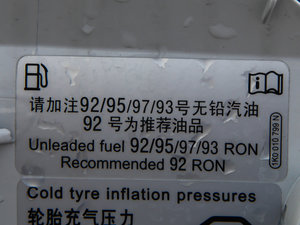 请加注92/95/97/93号无铅汽油
92 号为推荐油品
Unleaded fuel 92/95/97/93 RON
Recommended 92 RON
1K0 010 799 N
Cold tyre inflation pressures
轮胎充气压力